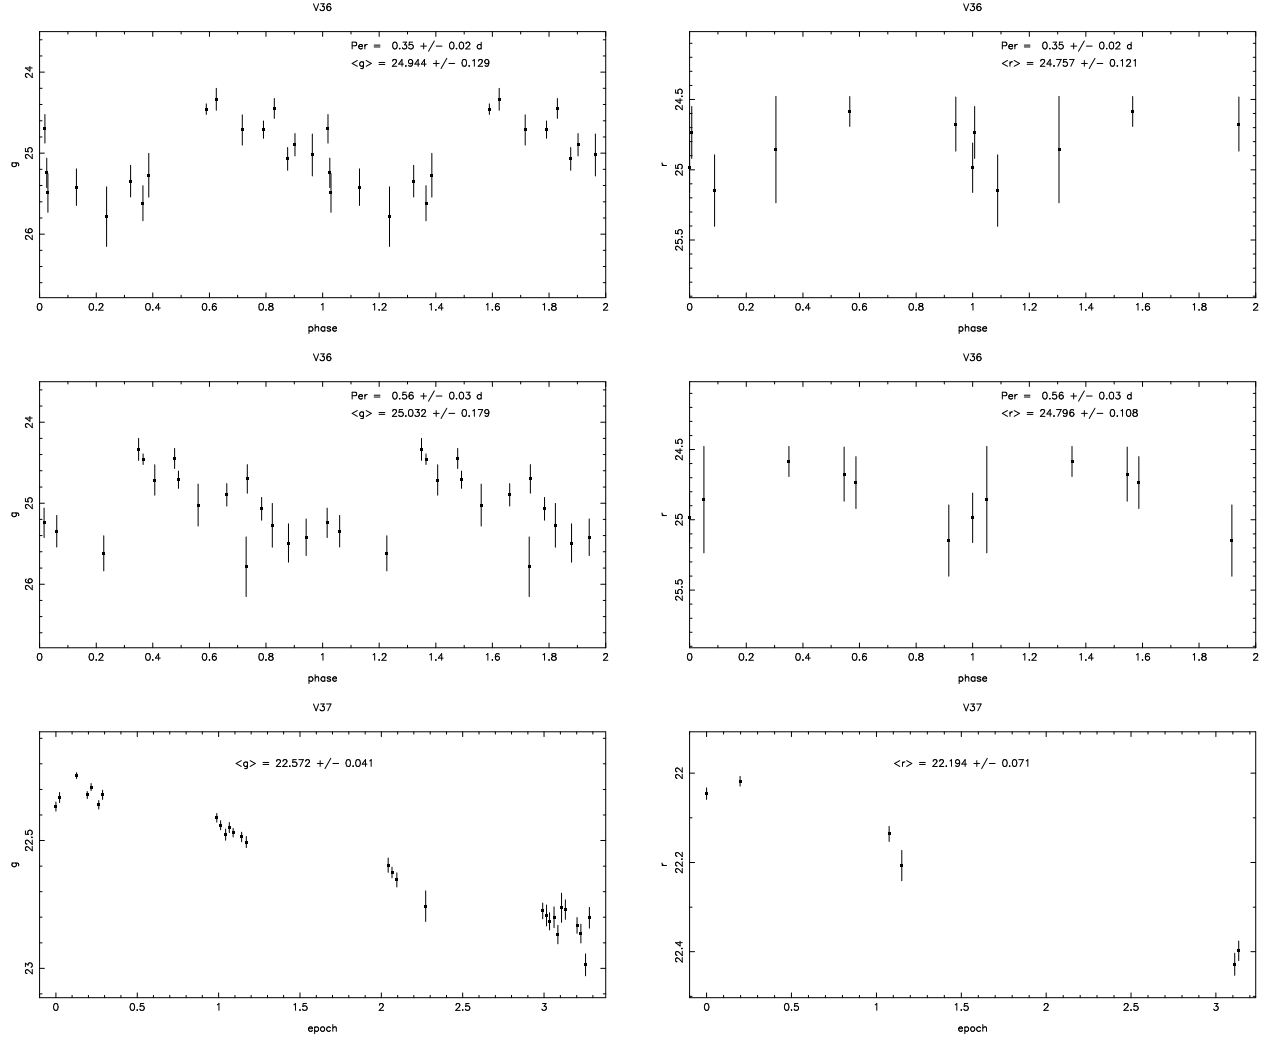 V36
Per = 0.35 +/- 0.02 d
<g> = 24.944 +/- 0.129
24
25
26
g
0 0.2 0.4 0.6 0.8 1 1.2 1.4 1.6 1.8 2
phase
V36
Per = 0.35 +/- 0.02 d
<r> = 24.757 +/- 0.121
24.5
25
25.5
r
0 0.2 0.4 0.6 0.8 1 1.2 1.4 1.6 1.8 2
phase
V36
Per = 0.56 +/- 0.03 d
<g> = 25.032 +/- 0.179
24
25
26
g
0 0.2 0.4 0.6 0.8 1 1.2 1.4 1.6 1.8 2
phase
V36
Per = 0.56 +/- 0.03 d
<r> = 24.796 +/- 0.108
24.5
25
25.5
r
0 0.2 0.4 0.6 0.8 1 1.2 1.4 1.6 1.8 2
phase
V37
<g> = 22.572 +/- 0.041
22.5
23
g
0 0.5 1 1.5 2 2.5 3
epoch
V37
<r> = 22.194 +/- 0.071
22
22.2
22.4
r
0 1 2 3
epoch